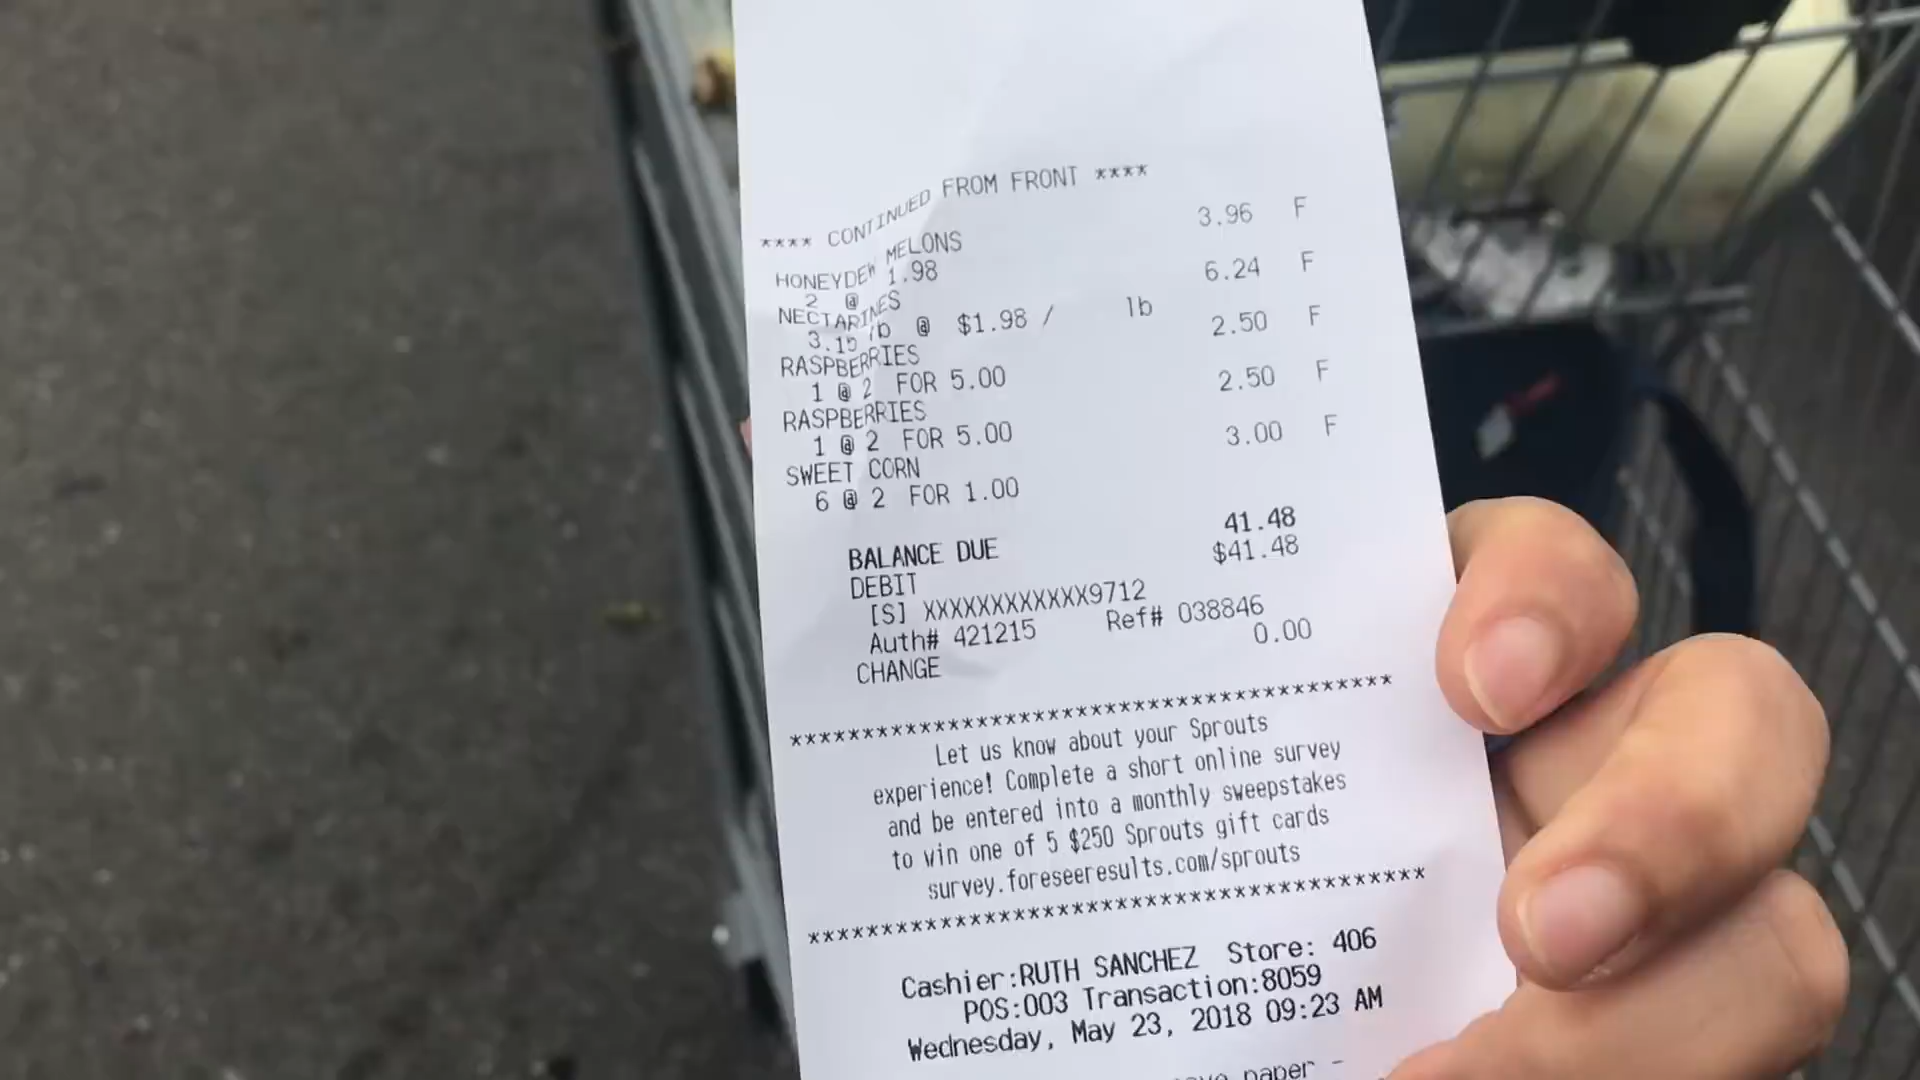 **** CONTINUED FROM FRONT ****
HONEYDEW MELONS 3.96 F
2 @ 1.98
NECTARINES 6.24 F
3.15 lb @ $1.98 / lb
RASPBERRIES 2.50 F
1 @ 2 FOR 5.00
RASPBERRIES 2.50 F
1 @ 2 FOR 5.00
SWEET CORN 3.00 F
6 @ 2 FOR 1.00
BALANCE DUE 41.48
DEBIT $41.48
[S] XXXXXXXXXXXX9712
Auth# 421215 Ref# 038846
CHANGE 0.00
******************************************
Let us know about your Sprouts
experience! Complete a short online survey
and be entered into a monthly sweepstakes
to win one of 5 $250 Sprouts gift cards
survey.foreseeresults.com/sprouts
*******************************************
Cashier:RUTH SANCHEZ Store: 406
POS:003 Transaction:8059
Wednesday, May 23, 2018 09:23 AM
paper -